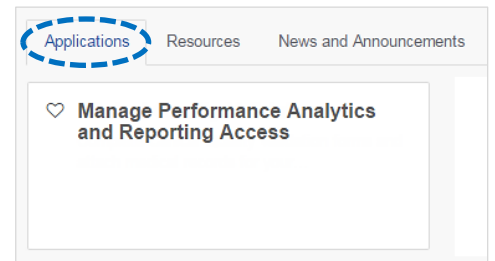 Applications Resources News and Announcements
Manage Performance Analytics
and Reporting Access